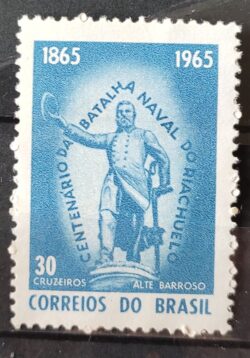 1865 1965
CENTENÁRIO DA BATALHA NAVAL DO RIACHUELO
30
CRUZEIROS ALTE BARROSO
CORREIOS DO BRASIL